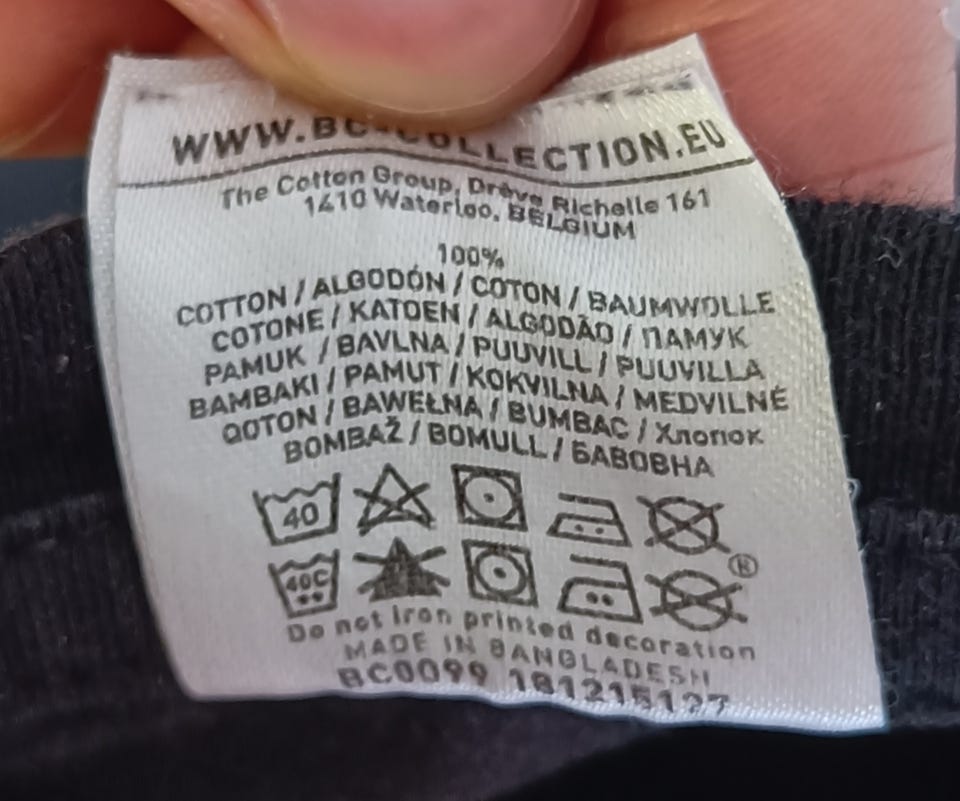 WWW.BC-COLLECTION.EU
The Cotton Group, Drève Richelle 161
1410 Waterloo, BELGIUM
100%
COTTON / ALGODÓN / COTON / BAUMWOLLE
COTONE / KATOEN / ALGODÃO / ПАМУК
PAMUK / BAVLNA / PUUVILL / PUUVILLA
BAMBAKI / PAMUT / KOKVILNA / MEDVILNĖ
QOTON / BAWEŁNA / BUMBAC / Хлопок
BOMBAŽ / BOMULL / БАВОВНА
40
40C ®
Do not iron printed decoration
MADE IN BANGLADESH
BC0099 181215127